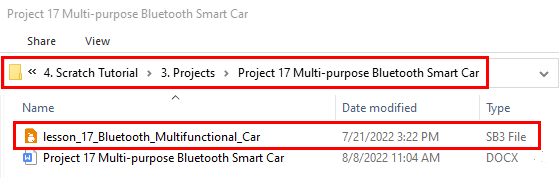 Project 17 Multi-purpose Bluetooth Smart Car
Share View
« 4. Scratch Tutorial > 3. Projects > Project 17 Multi-purpose Bluetooth Smart Car
Name Date modified Type
lesson_17_Bluetooth_Multifunctional_Car 7/21/2022 3:22 PM SB3 File
Project 17 Multi-purpose Bluetooth Smart Car 8/8/2022 11:04 AM DOCX